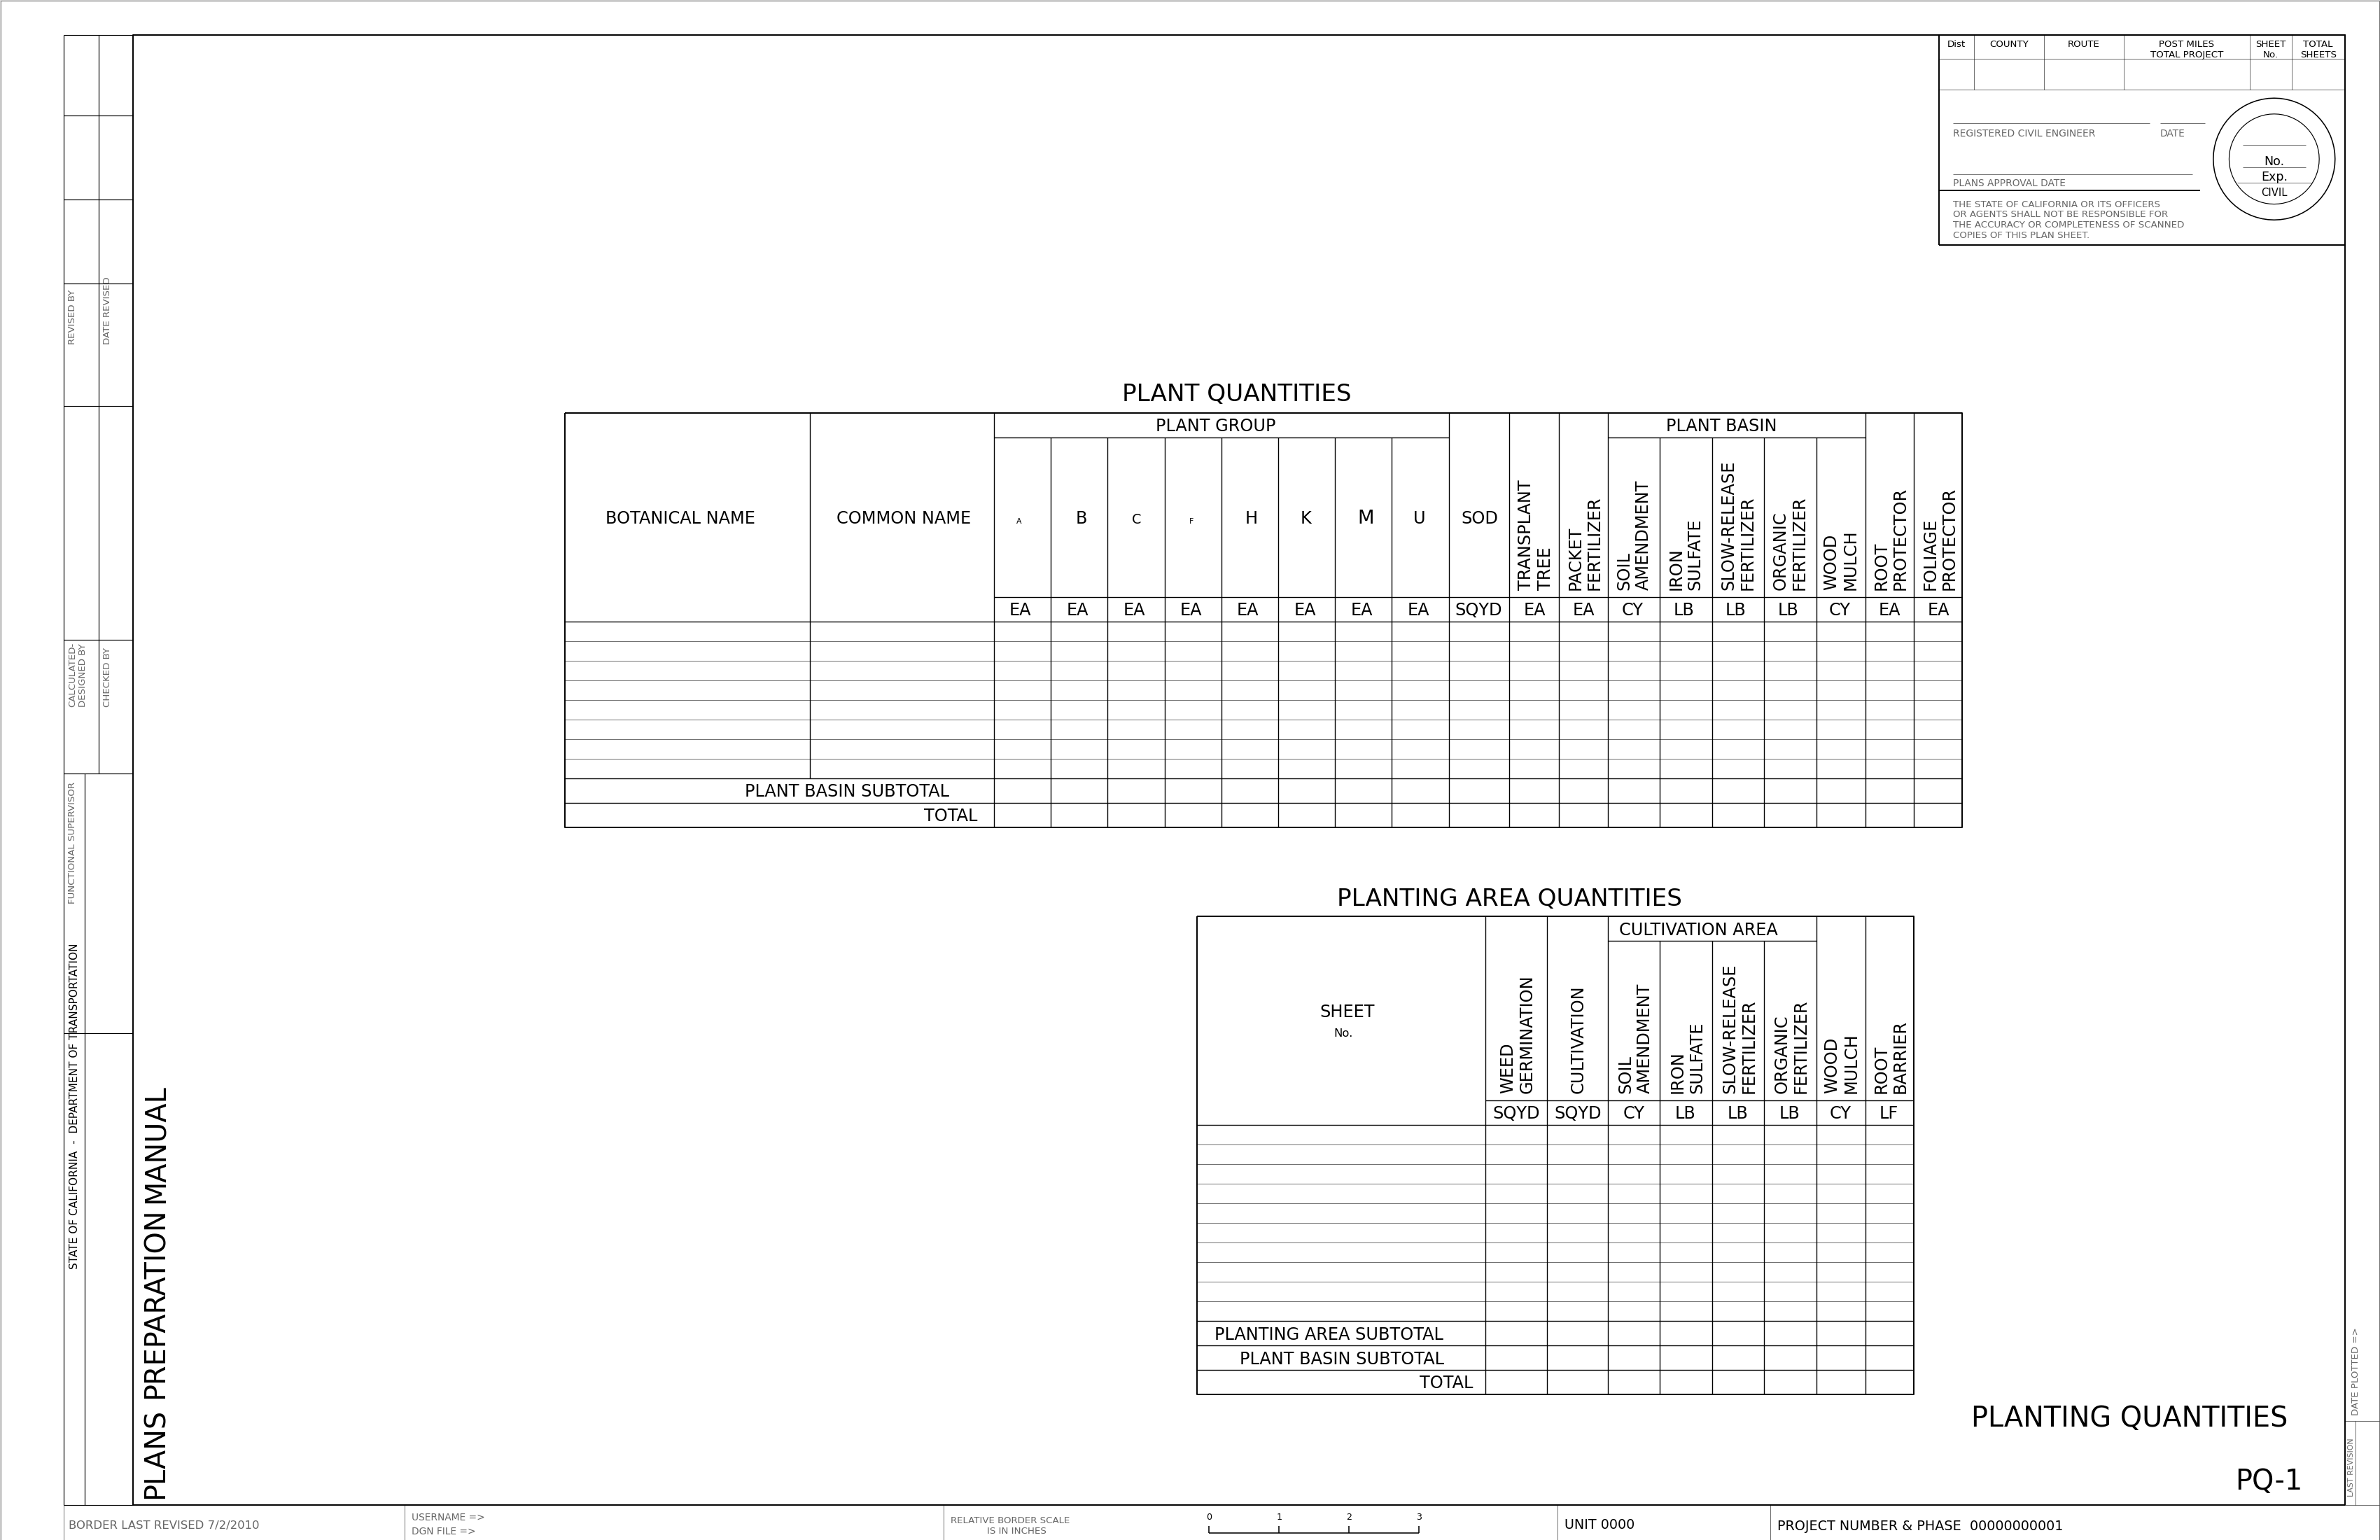 Dist
COUNTY
ROUTE
POST MILES
TOTAL PROJECT
SHEET
No.
TOTAL
SHEETS
REGISTERED CIVIL ENGINEER
DATE
PLANS APPROVAL DATE
No.
Exp.
CIVIL
THE STATE OF CALIFORNIA OR ITS OFFICERS
OR AGENTS SHALL NOT BE RESPONSIBLE FOR
THE ACCURACY OR COMPLETENESS OF SCANNED
COPIES OF THIS PLAN SHEET.
REVISED BY
DATE REVISED
CALCULATED-
DESIGNED BY
CHECKED BY
FUNCTIONAL SUPERVISOR
STATE OF CALIFORNIA - DEPARTMENT OF TRANSPORTATION
PLANS PREPARATION MANUAL
PLANT QUANTITIES
BOTANICAL NAME
COMMON NAME
PLANT GROUP
A
B
C
F
H
K
M
U
SOD
TRANSPLANT
TREE
PACKET
FERTILIZER
PLANT BASIN
SOIL
AMENDMENT
IRON
SULFATE
SLOW-RELEASE
FERTILIZER
ORGANIC
FERTILIZER
WOOD
MULCH
ROOT
PROTECTOR
FOLIAGE
PROTECTOR
EA EA EA EA EA EA EA EA SQYD EA EA CY LB LB LB CY EA EA
PLANT BASIN SUBTOTAL
TOTAL
PLANTING AREA QUANTITIES
SHEET
No.
WEED
GERMINATION
CULTIVATION
CULTIVATION AREA
SOIL
AMENDMENT
IRON
SULFATE
SLOW-RELEASE
FERTILIZER
ORGANIC
FERTILIZER
WOOD
MULCH
ROOT
BARRIER
SQYD SQYD CY LB LB LB CY LF
PLANTING AREA SUBTOTAL
PLANT BASIN SUBTOTAL
TOTAL
PLANTING QUANTITIES
PQ-1
DATE PLOTTED =>
LAST REVISION
BORDER LAST REVISED 7/2/2010
USERNAME =>
DGN FILE =>
RELATIVE BORDER SCALE
IS IN INCHES
0 1 2 3
UNIT 0000
PROJECT NUMBER & PHASE 00000000001